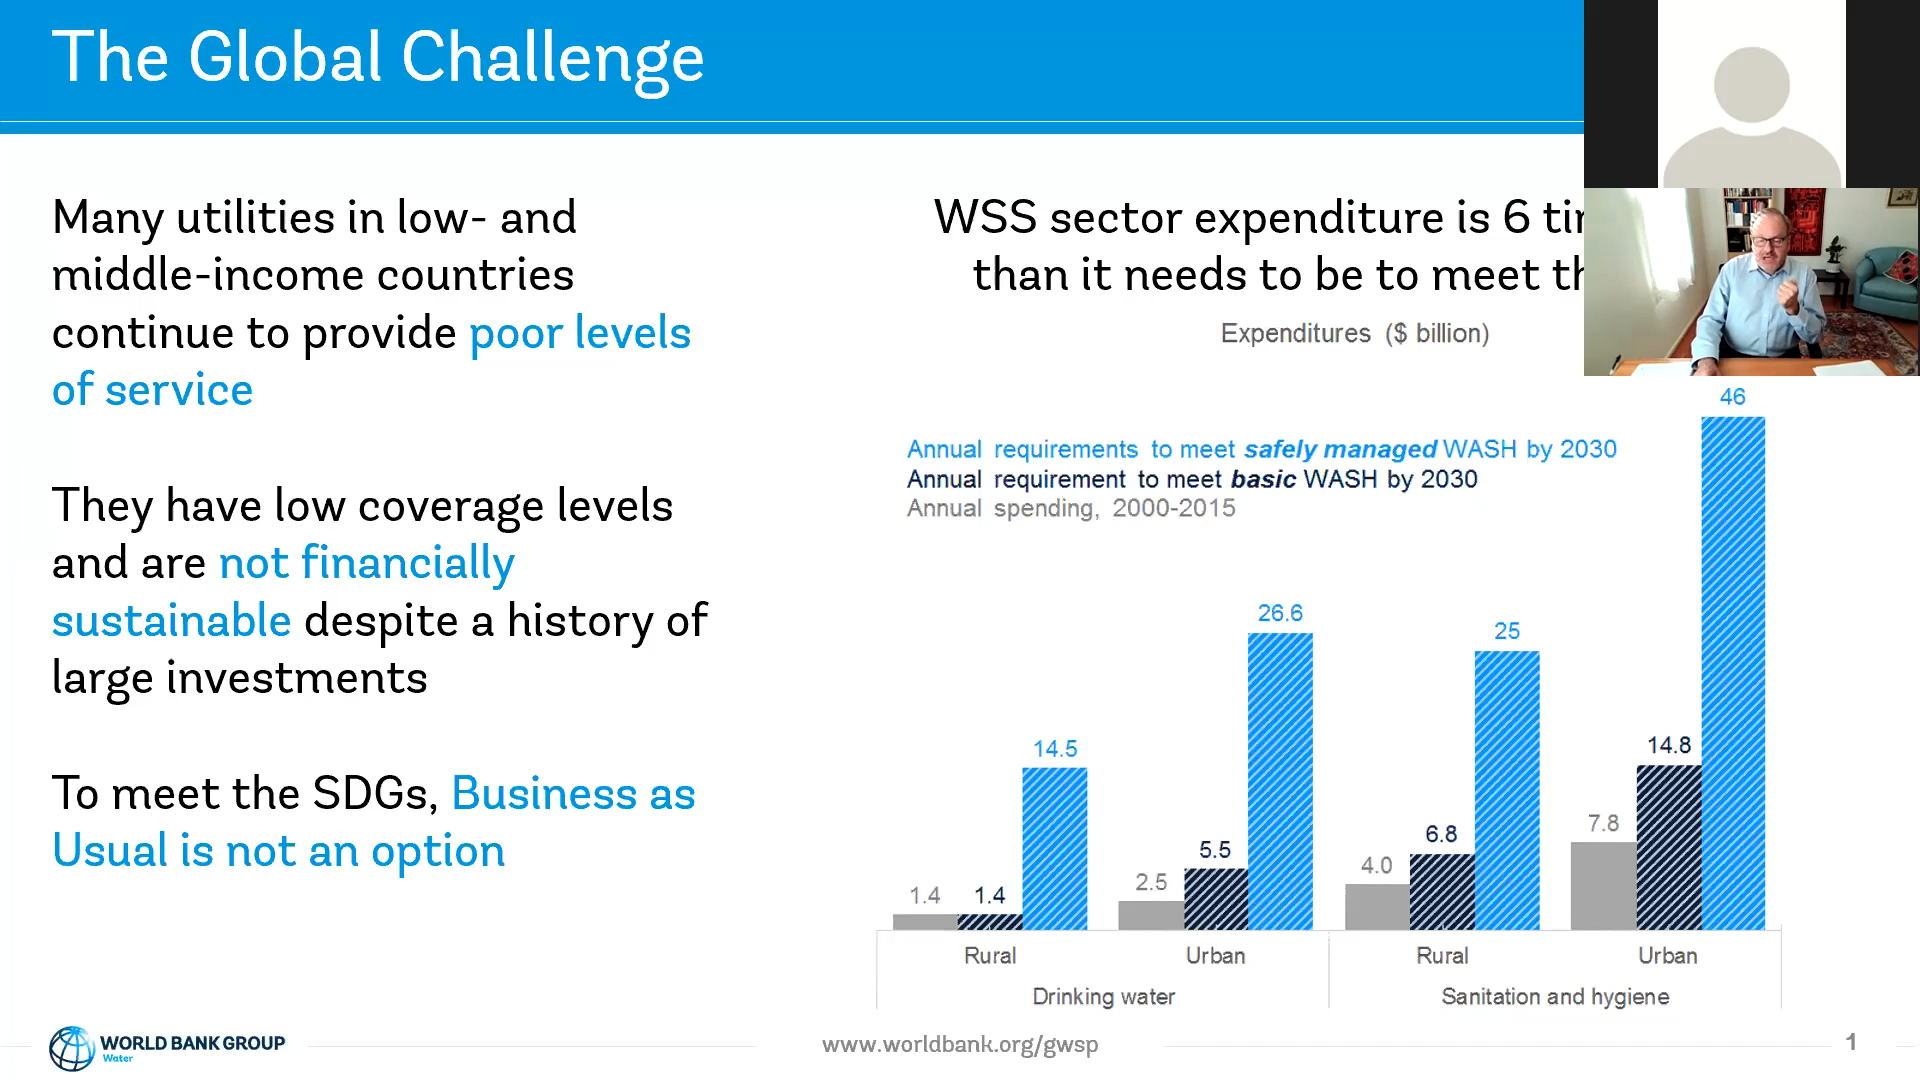 The Global Challenge
Many utilities in low- and
middle-income countries
continue to provide poor levels
of service
They have low coverage levels
and are not financially
sustainable despite a history of
large investments
To meet the SDGs, Business as
Usual is not an option
WSS sector expenditure is 6
than it needs to be to meet
Expenditures ($ billion)
Annual requirements to meet safely managed WASH by 2030
Annual requirement to meet basic WASH by 2030
Annual spending, 2000-2015
1.4
1.4
14.5
2.5
5.5
26.6
4.0
6.8
25
7.8
14.8
46
Rural
Urban
Rural
Urban
Drinking water
Sanitation and hygiene
WORLD BANK GROUP
Water
www.worldbank.org/gwsp
1